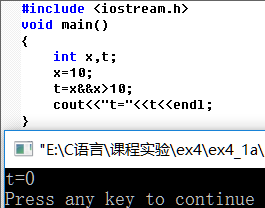 #include <iostream.h>
void main()
{
int x,t;
x=10;
t=x&&x>10;
cout<<"t="<<t<<endl;
}
"E:\C语言\课程实验\ex4\ex4_1a\
t=0
Press any key to continue